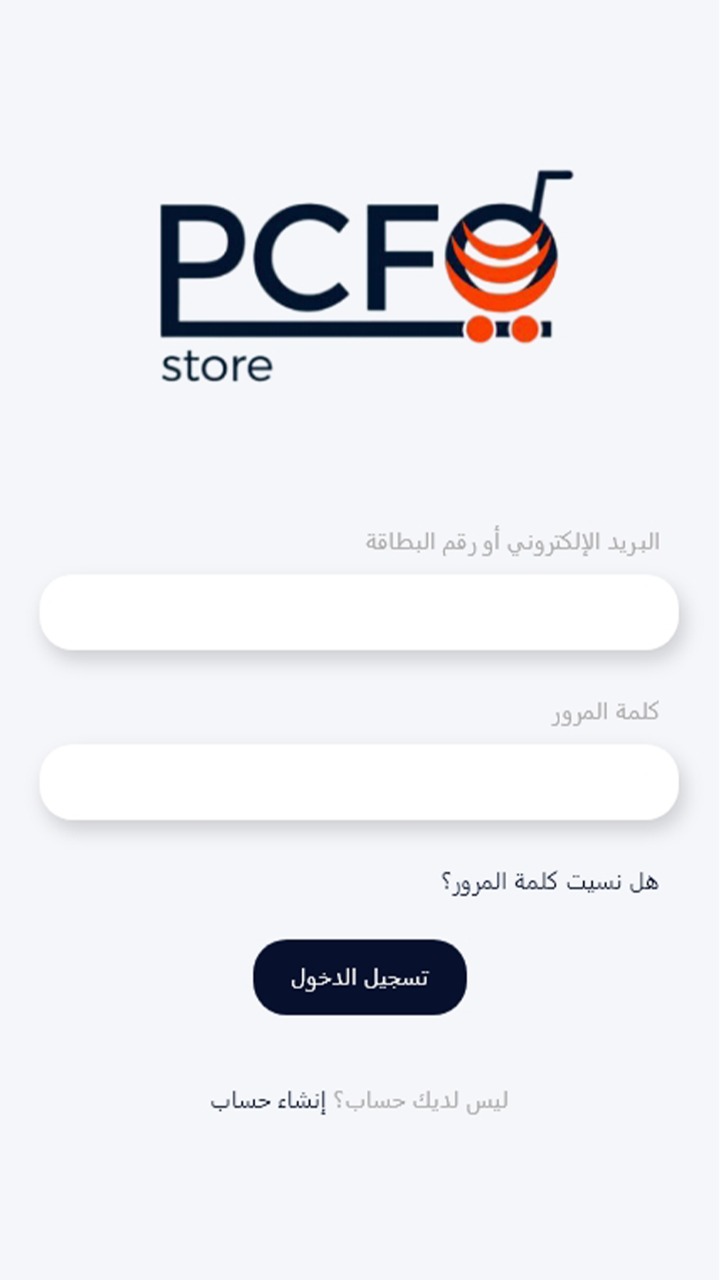 PCFO
store
البريد الإلكتروني أو رقم البطاقة
كلمة المرور
هل نسيت كلمة المرور؟
تسجيل الدخول
ليس لديك حساب؟ إنشاء حساب